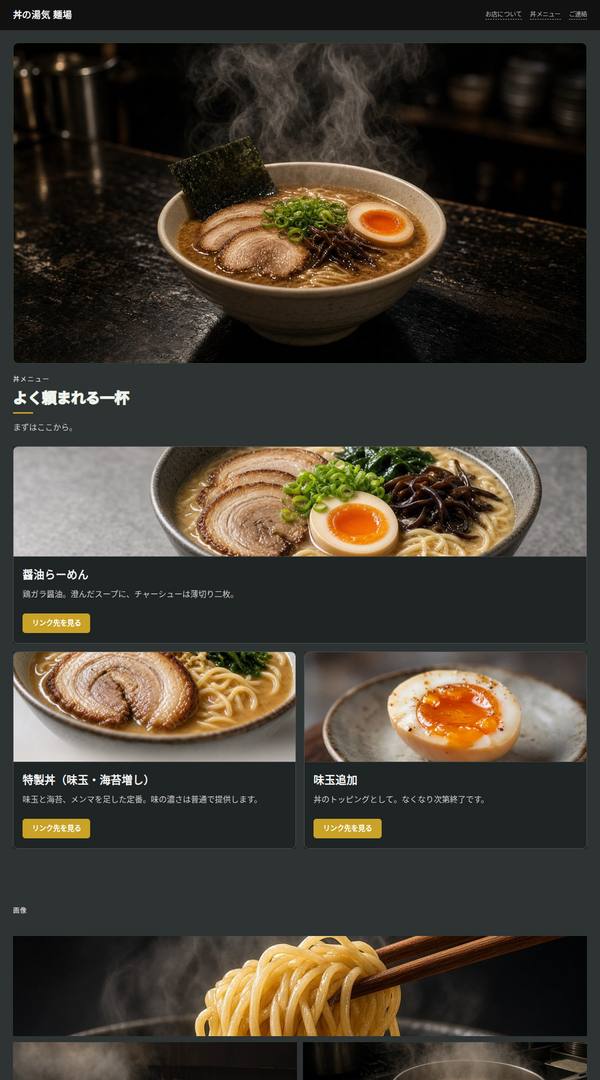 丼の湯気 麺場
お店について 丼メニュー ご連絡
丼メニュー
よく頼まれる一杯
まずはここから。
醤油らーめん
鶏ガラ醤油。澄んだスープに、チャーシューは薄切り二枚。
リンク先を見る
特製丼（味玉・海苔増し）
味玉と海苔、メンマを足した定番。味の濃さは普通で提供します。
リンク先を見る
味玉追加
丼のトッピングとして。なくなり次第終了です。
リンク先を見る
画像